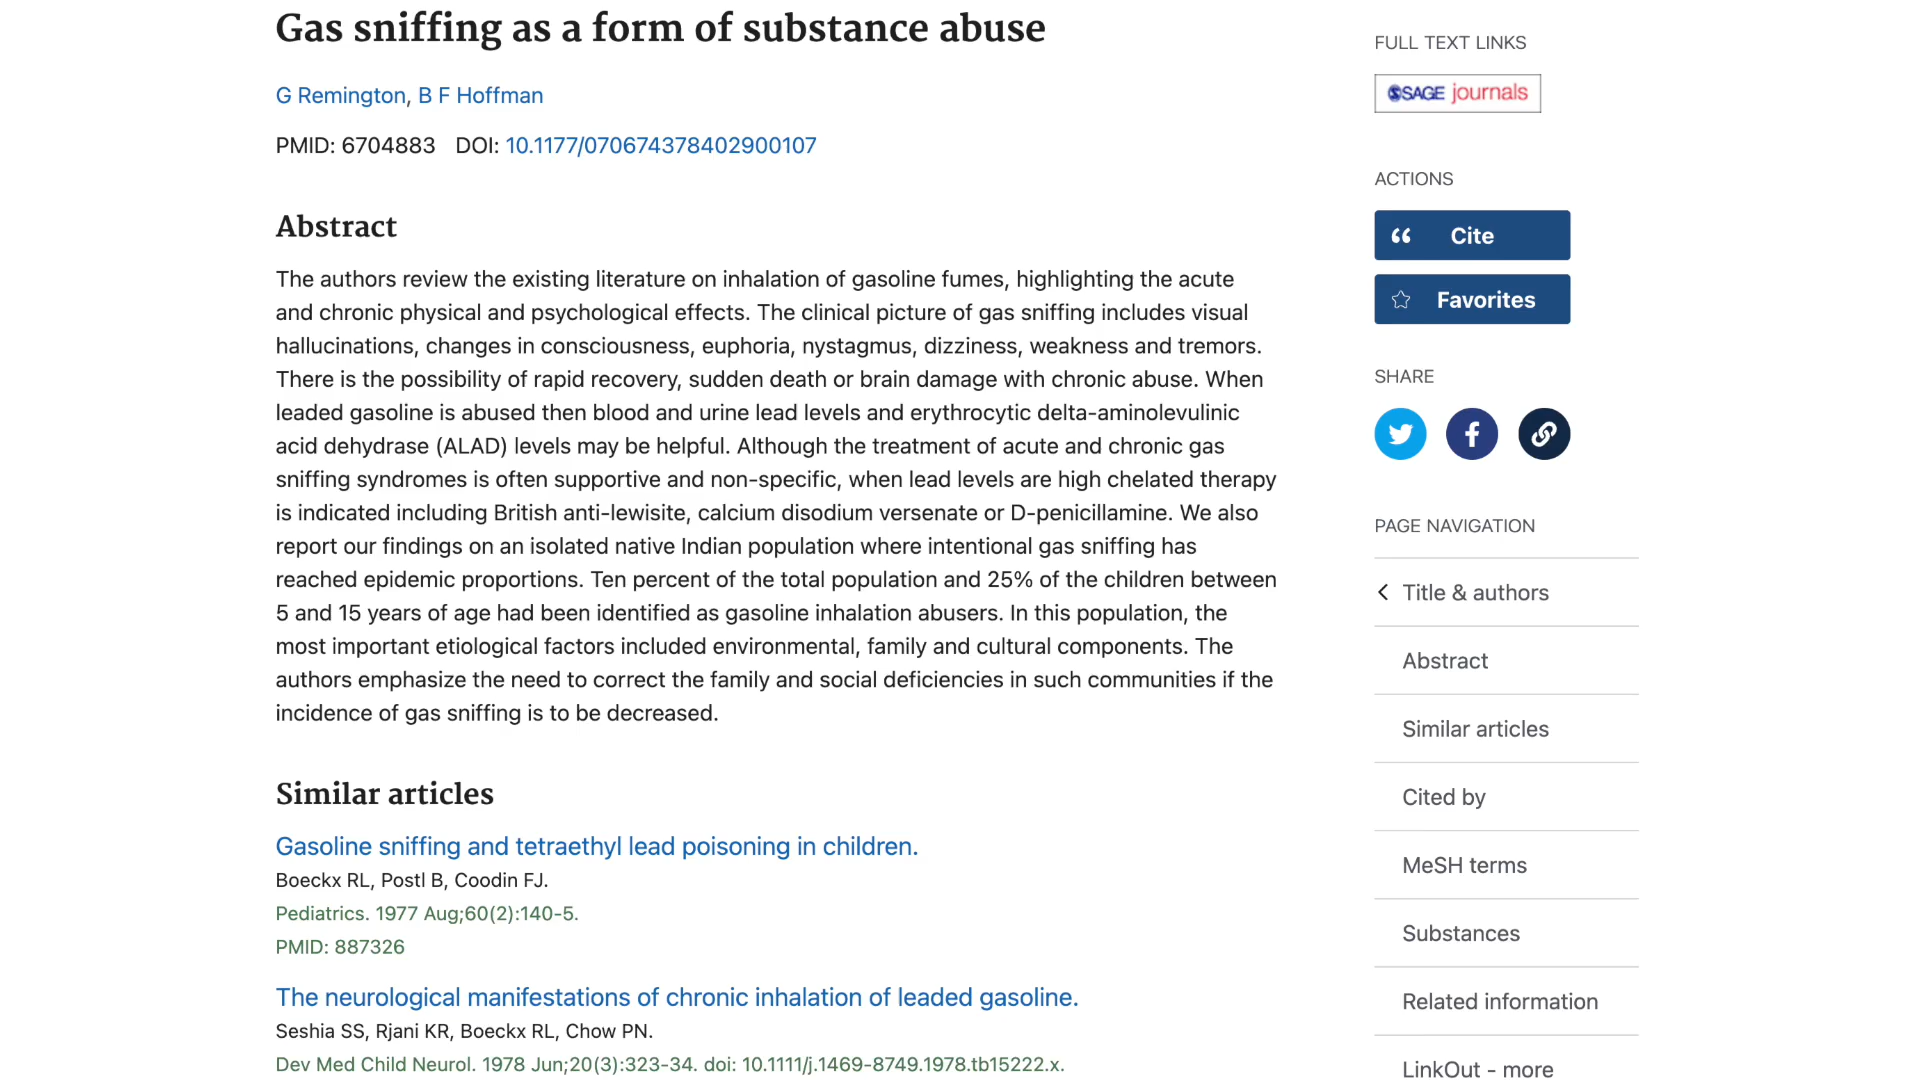 Gas sniffing as a form of substance abuse
G Remington, B F Hoffman
PMID: 6704883 DOI: 10.1177/070674378402900107
Abstract
The authors review the existing literature on inhalation of gasoline fumes, highlighting the acute
and chronic physical and psychological effects. The clinical picture of gas sniffing includes visual
hallucinations, changes in consciousness, euphoria, nystagmus, dizziness, weakness and tremors.
There is the possibility of rapid recovery, sudden death or brain damage with chronic abuse. When
leaded gasoline is abused then blood and urine lead levels and erythrocytic delta-aminolevulinic
acid dehydrase (ALAD) levels may be helpful. Although the treatment of acute and chronic gas
sniffing syndromes is often supportive and non-specific, when lead levels are high chelated therapy
is indicated including British anti-lewisite, calcium disodium versenate or D-penicillamine. We also
report our findings on an isolated native Indian population where intentional gas sniffing has
reached epidemic proportions. Ten percent of the total population and 25% of the children between
5 and 15 years of age had been identified as gasoline inhalation abusers. In this population, the
most important etiological factors included environmental, family and cultural components. The
authors emphasize the need to correct the family and social deficiencies in such communities if the
incidence of gas sniffing is to be decreased.
Similar articles
Gasoline sniffing and tetraethyl lead poisoning in children.
Boeckx RL, Postl B, Coodin FJ.
Pediatrics. 1977 Aug;60(2):140-5.
PMID: 887326
The neurological manifestations of chronic inhalation of leaded gasoline.
Seshia SS, Rjani KR, Boeckx RL, Chow PN.
Dev Med Child Neurol. 1978 Jun;20(3):323-34. doi: 10.1111/j.1469-8749.1978.tb15222.x.
FULL TEXT LINKS
SAGE journals
ACTIONS
Cite
Favorites
SHARE
PAGE NAVIGATION
Title & authors
Abstract
Similar articles
Cited by
MeSH terms
Substances
Related information
LinkOut - more